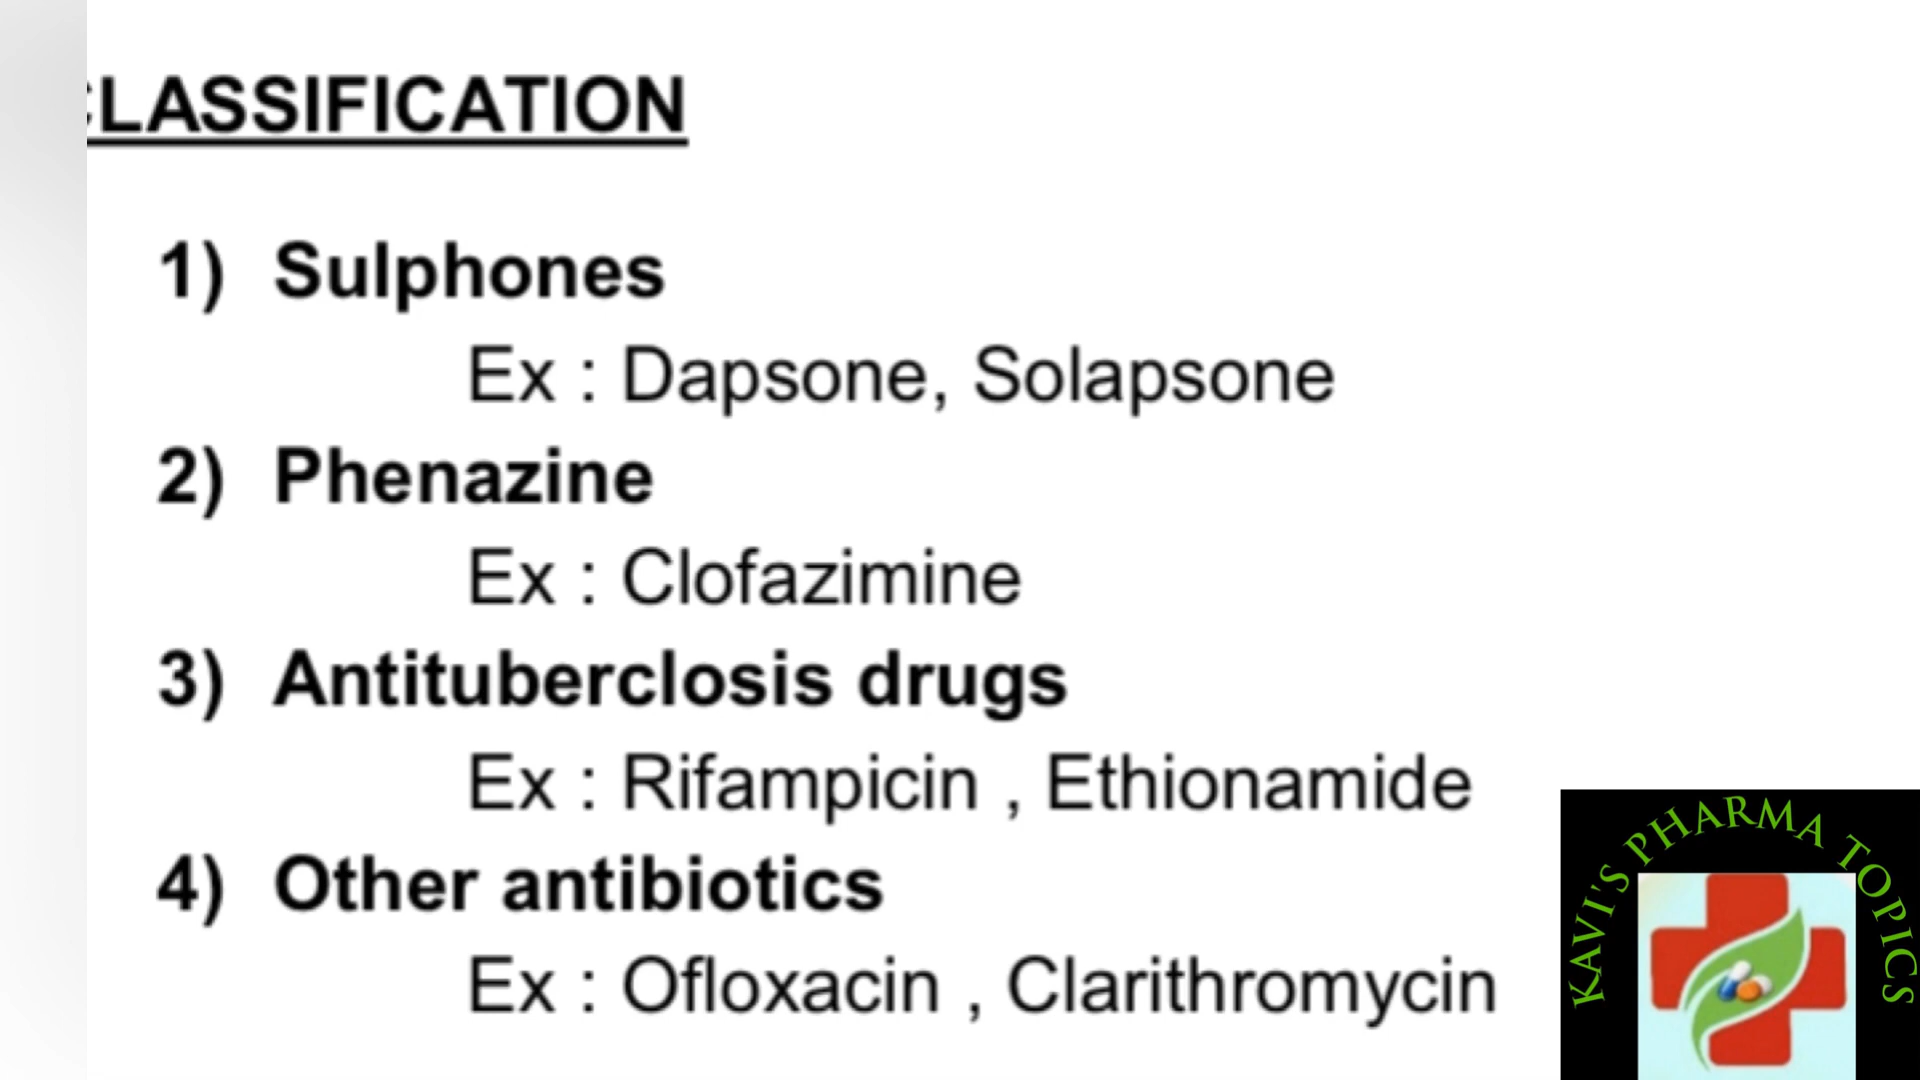 CLASSIFICATION
1) Sulphones
Ex : Dapsone, Solapsone
2) Phenazine
Ex : Clofazimine
3) Antituberclosis drugs
Ex : Rifampicin , Ethionamide
4) Other antibiotics
Ex : Ofloxacin , Clarithromycin
KAVI'S PHARMA TOPICS